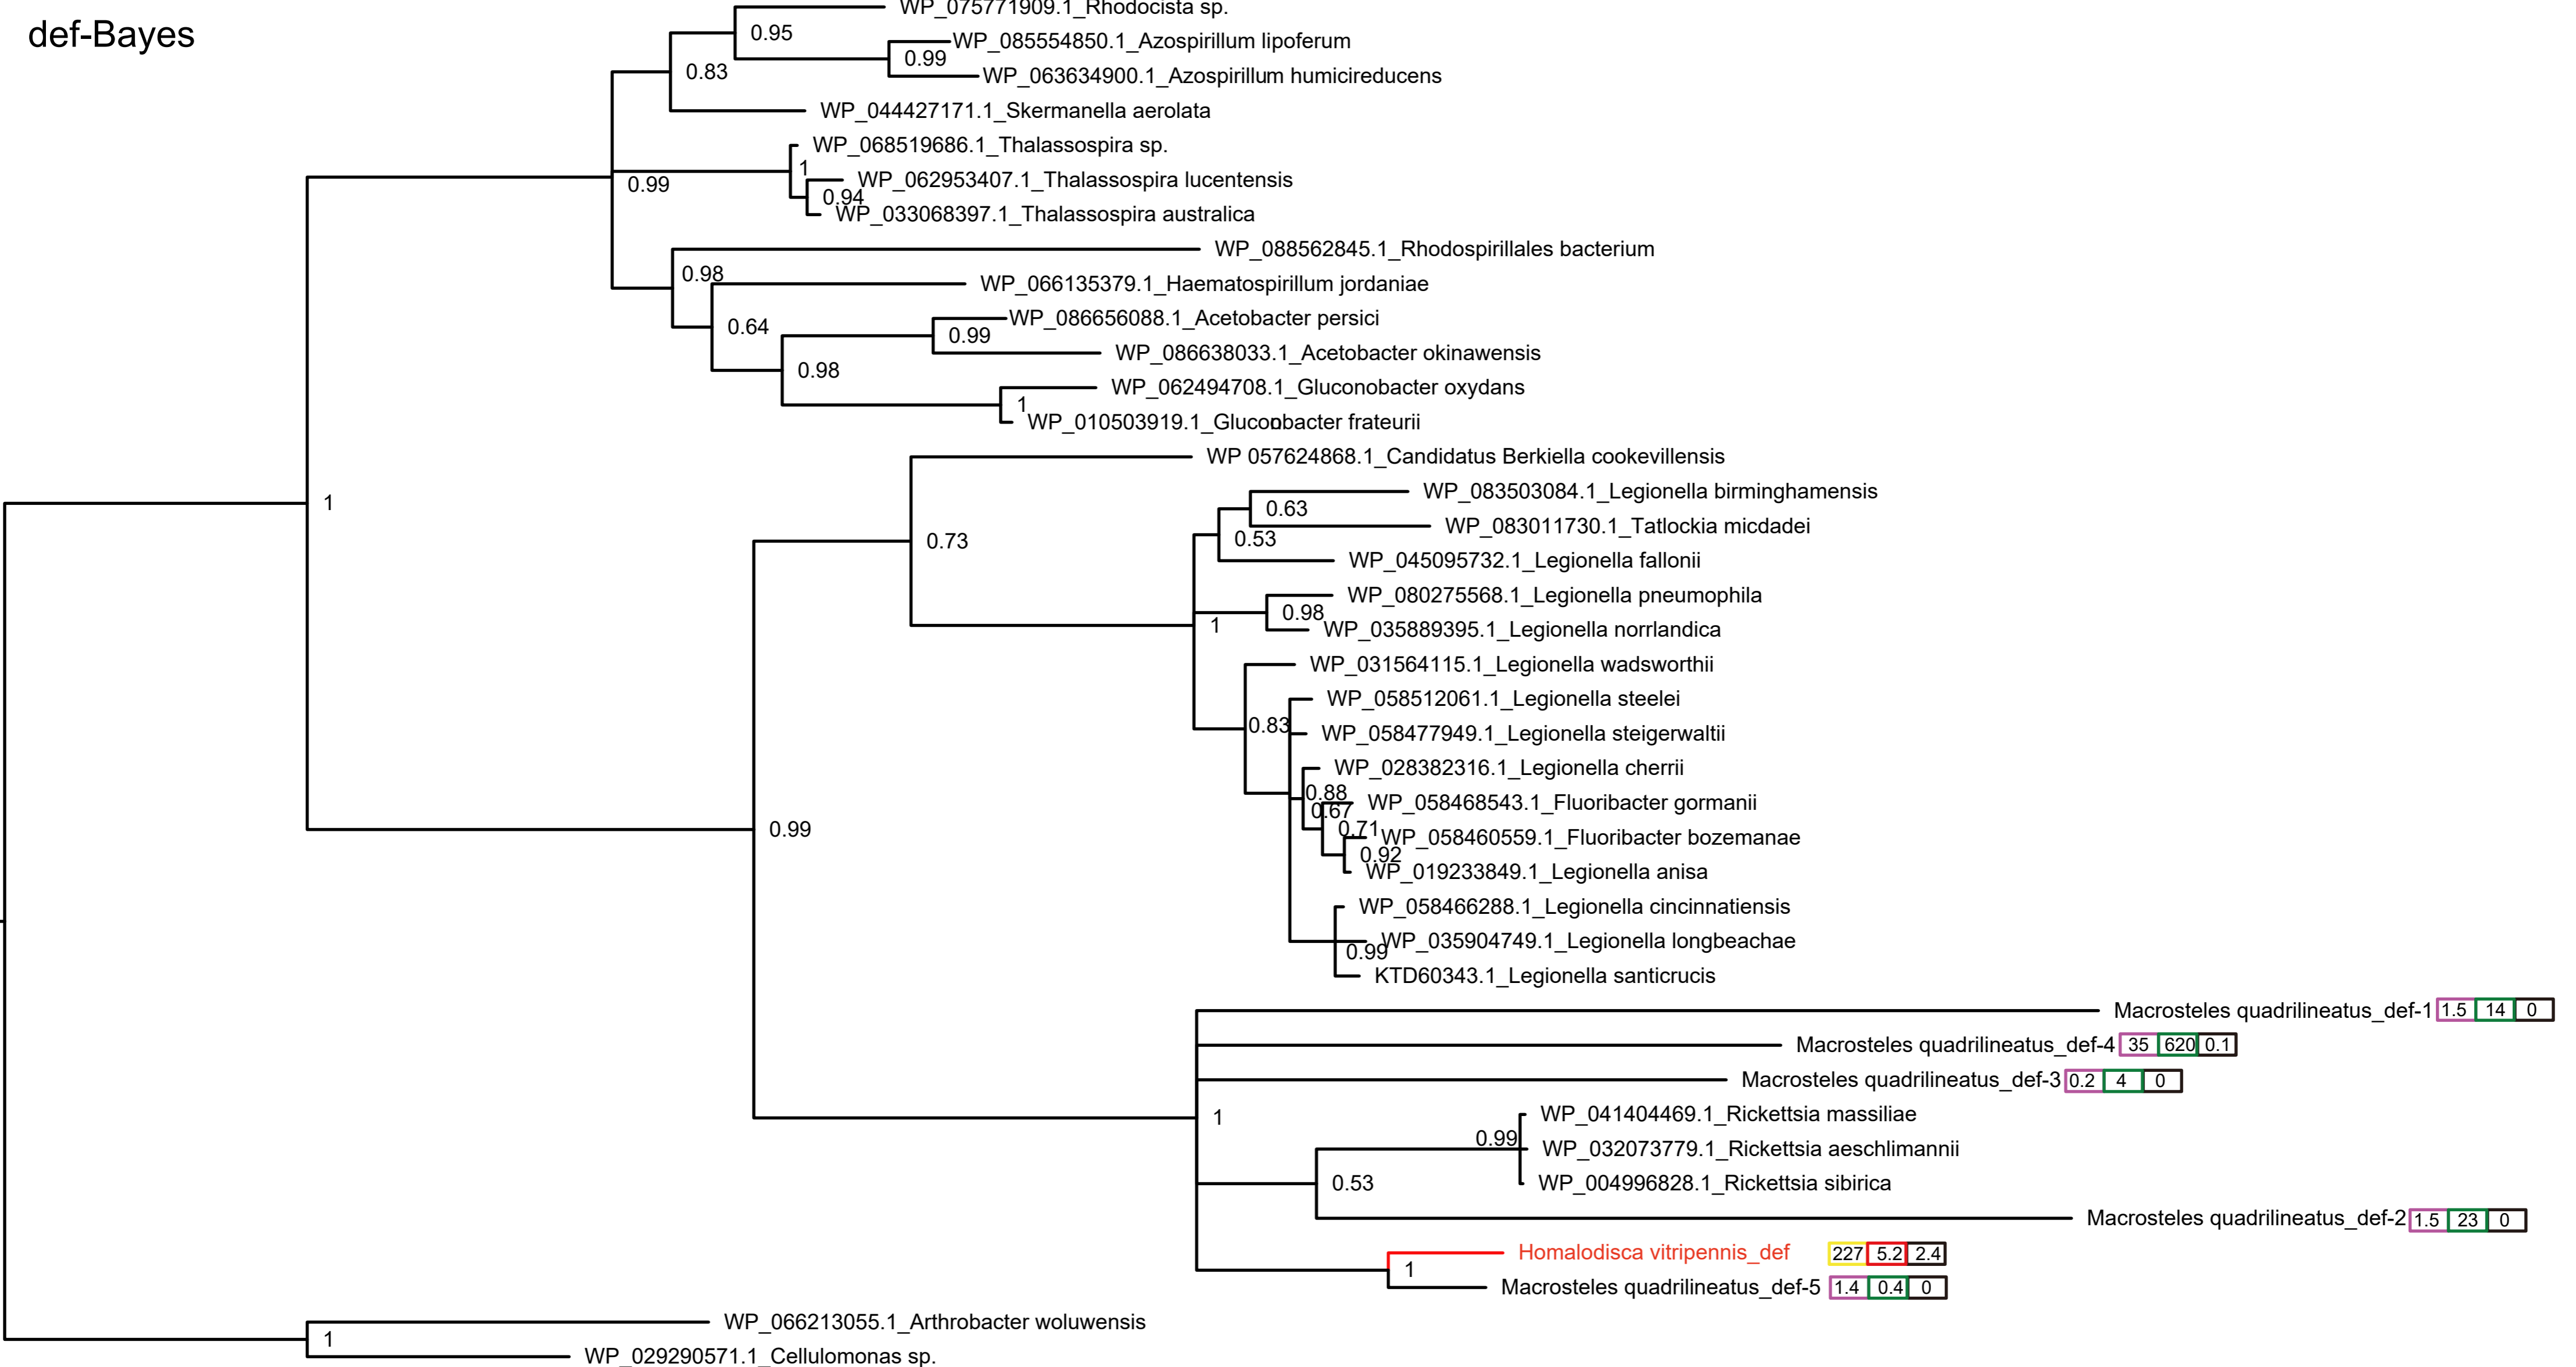 def-Bayes
WP_075771909.1_Rhodocista sp.
0.95
WP_085554850.1_Azospirillum lipoferum
0.99
0.83
WP_063634900.1_Azospirillum humicireducens
WP_044427171.1_Skermanella aerolata
WP_068519686.1_Thalassospira sp.
1
0.99
WP_062953407.1_Thalassospira lucentensis
0.94
WP_033068397.1_Thalassospira australica
WP_088562845.1_Rhodospirillales bacterium
0.98
WP_066135379.1_Haematospirillum jordaniae
0.64
WP_086656088.1_Acetobacter persici
0.99
WP_086638033.1_Acetobacter okinawensis
0.98
WP_062494708.1_Gluconobacter oxydans
1
WP_010503919.1_Gluconobacter frateurii
WP 057624868.1_Candidatus Berkiella cookevillensis
1
WP_083503084.1_Legionella birminghamensis
0.63
WP_083011730.1_Tatlockia micdadei
0.73
0.53
WP_045095732.1_Legionella fallonii
WP_080275568.1_Legionella pneumophila
0.98
1
WP_035889395.1_Legionella norrlandica
WP_031564115.1_Legionella wadsworthii
WP_058512061.1_Legionella steelei
0.83
WP_058477949.1_Legionella steigerwaltii
WP_028382316.1_Legionella cherrii
0.88
WP_058468543.1_Fluoribacter gormanii
0.67
0.71
0.99
WP_058460559.1_Fluoribacter bozemanae
0.92
WP_019233849.1_Legionella anisa
WP_058466288.1_Legionella cincinnatiensis
WP_035904749.1_Legionella longbeachae
0.99
KTD60343.1_Legionella santicrucis
Macrosteles quadrilineatus_def-1 1.5 14 0
Macrosteles quadrilineatus_def-4 35 620 0.1
Macrosteles quadrilineatus_def-3 0.2 4 0
1
WP_041404469.1_Rickettsia massiliae
0.99
WP_032073779.1_Rickettsia aeschlimannii
0.53
WP_004996828.1_Rickettsia sibirica
Macrosteles quadrilineatus_def-2 1.5 23 0
Homalodisca vitripennis_def 227 5.2 2.4
1
Macrosteles quadrilineatus_def-5 1.4 0.4 0
WP_066213055.1_Arthrobacter woluwensis
1
WP_029290571.1_Cellulomonas sp.